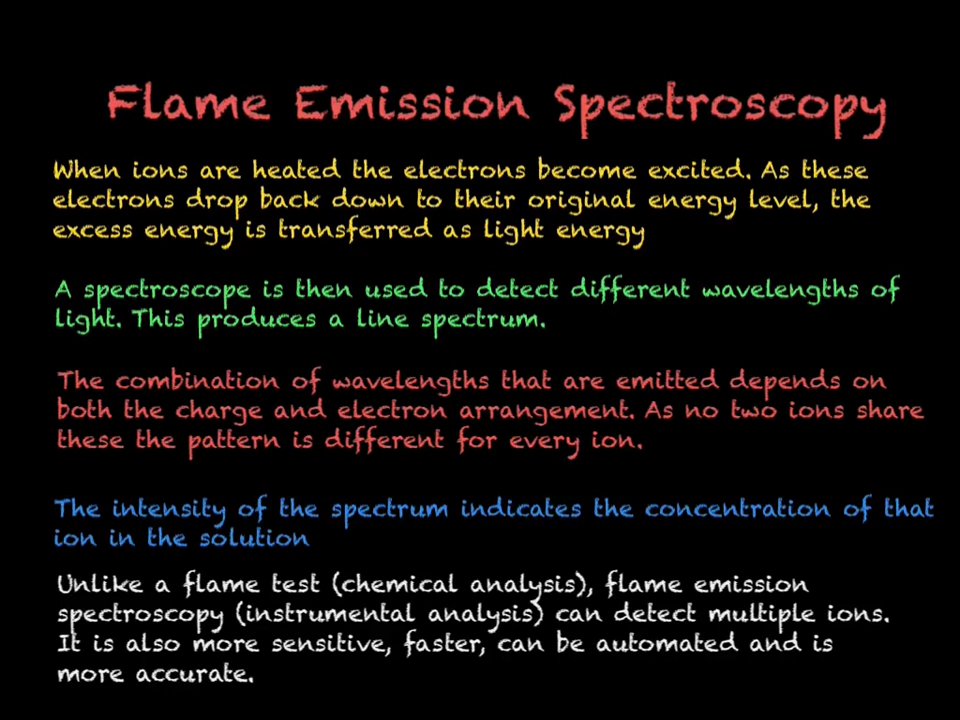 Flame Emission Spectroscopy
When ions are heated the electrons become excited. As these
electrons drop back down to their original energy level, the
excess energy is transferred as light energy
A spectroscope is then used to detect different wavelengths of
light. This produces a line spectrum.
The combination of wavelengths that are emitted depends on
both the charge and electron arrangement. As no two ions share
these the pattern is different for every ion.
The intensity of the spectrum indicates the concentration of that
ion in the solution
Unlike a flame test (chemical analysis), flame emission
spectroscopy (instrumental analysis) can detect multiple ions.
It is also more sensitive, faster, can be automated and is
more accurate.